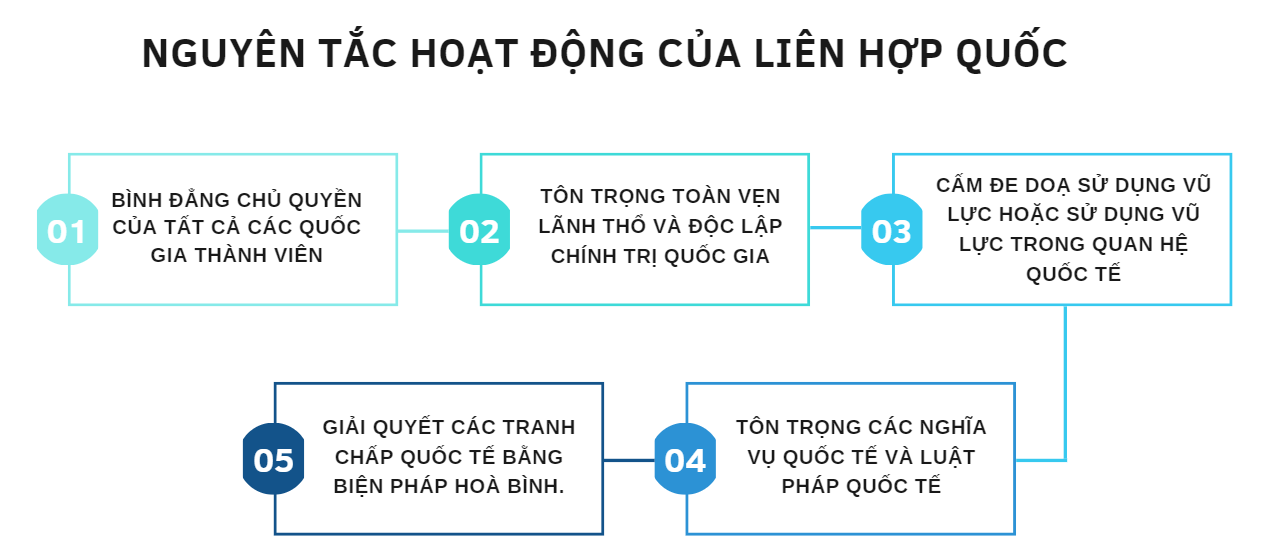 NGUYÊN TẮC HOẠT ĐỘNG CỦA LIÊN HỢP QUỐC
01
BÌNH ĐẲNG CHỦ QUYỀN
CỦA TẤT CẢ CÁC QUỐC
GIA THÀNH VIÊN
02
TÔN TRỌNG TOÀN VẸN
LÃNH THỔ VÀ ĐỘC LẬP
CHÍNH TRỊ QUỐC GIA
03
CẤM ĐE DOẠ SỬ DỤNG VŨ
LỰC HOẶC SỬ DỤNG VŨ
LỰC TRONG QUAN HỆ
QUỐC TẾ
04
TÔN TRỌNG CÁC NGHĨA
VỤ QUỐC TẾ VÀ LUẬT
PHÁP QUỐC TẾ
05
GIẢI QUYẾT CÁC TRANH
CHẤP QUỐC TẾ BẰNG
BIỆN PHÁP HOÀ BÌNH.